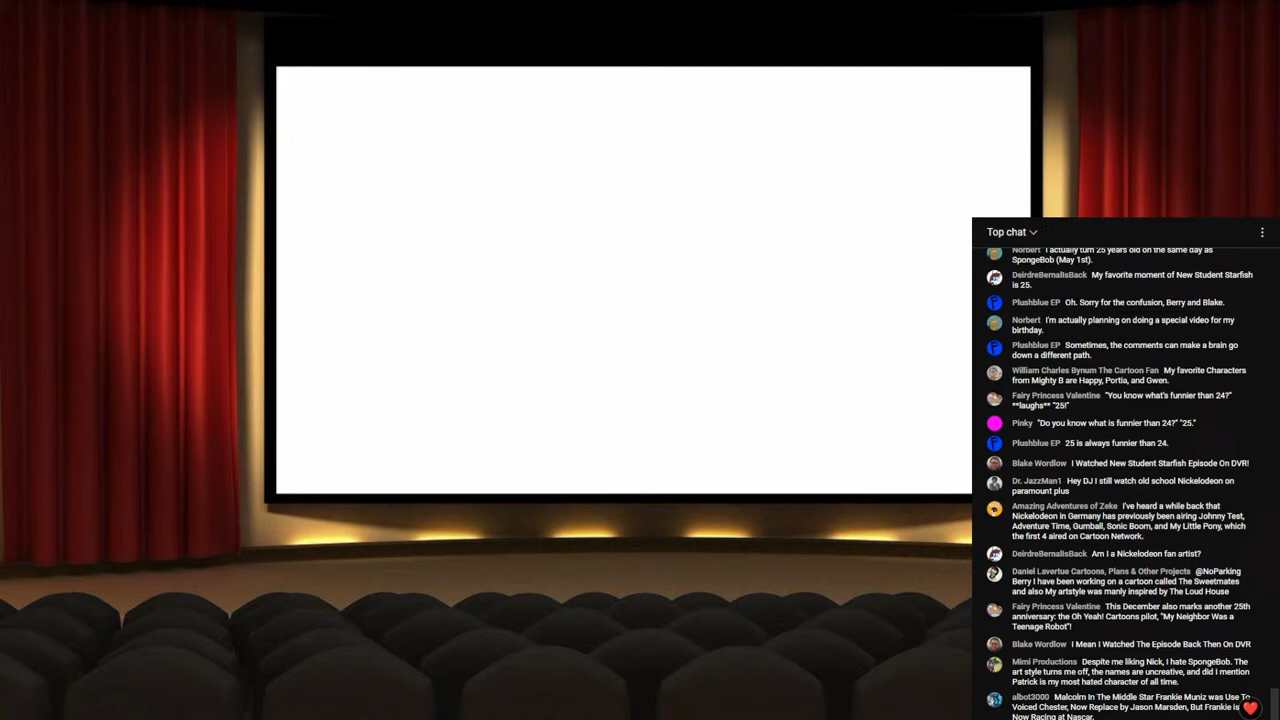 Top chat
Norbert I actually turn 25 years old on the same day as
SpongeBob (May 1st).
DeirdreBernalIsBack My favorite moment of New Student Starfish
is 25.
Plushblue EP Oh. Sorry for the confusion, Berry and Blake.
Norbert I'm actually planning on doing a special video for my
birthday.
Plushblue EP Sometimes, the comments can make a brain go
down a different path.
William Charles Bynum The Cartoon Fan My favorite Characters
from Mighty B are Happy, Portia, and Gwen.
Fairy Princess Valentine "You know what's funnier than 24?"
**laughs** "25!"
Pinky "Do you know what is funnier than 24?" "25."
Plushblue EP 25 is always funnier than 24.
Blake Wordlow I Watched New Student Starfish Episode On DVR!
Dr. JazzMan1 Hey DJ I still watch old school Nickelodeon on
paramount plus
Amazing Adventures of Zeke I've heard a while back that
Nickelodeon in Germany has previously been airing Johnny Test,
Adventure Time, Gumball, Sonic Boom, and My Little Pony, which
the first 4 aired on Cartoon Network.
DeirdreBernalIsBack Am I a Nickelodeon fan artist?
Daniel Lavertue Cartoons, Plans & Other Projects @NoParking
Berry I have been working on a cartoon called The Sweetmates
and also My artstyle was manly inspired by The Loud House
Fairy Princess Valentine This December also marks another 25th
anniversary: the Oh Yeah! Cartoons pilot, "My Neighbor Was a
Teenage Robot"!
Blake Wordlow I Mean I Watched The Episode Back Then On DVR
Mimi Productions Despite me liking Nick, I hate SpongeBob. The
art style turns me off, the names are uncreative, and did I mention
Patrick is my most hated character of all time.
albot3000 Malcolm In The Middle Star Frankie Muniz was Use To
Voiced Chester, Now Replace by Jason Marsden, But Frankie is
Now Racing at Nascar.